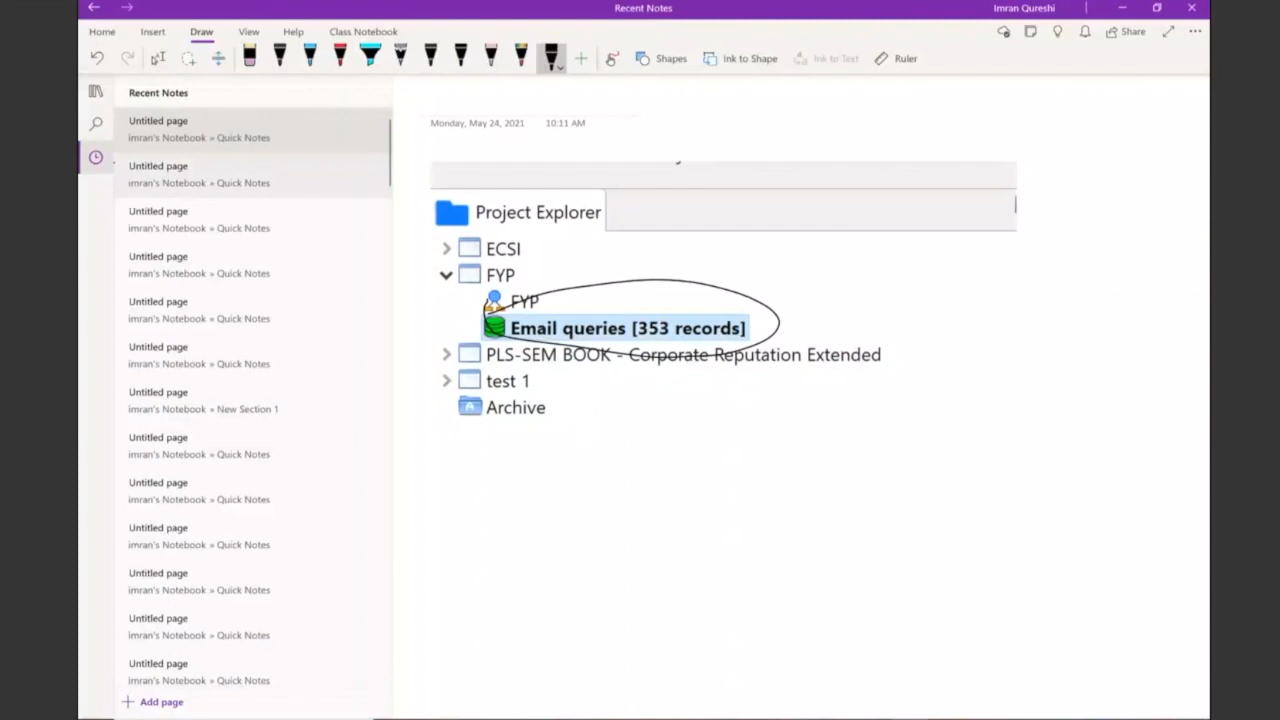 Recent Notes
Imran Qureshi
Home Insert Draw View Help Class Notebook
Share
Shapes Ink to Shape Ink to Text Ruler
Recent Notes
Untitled page
imran's Notebook » Quick Notes
Untitled page
imran's Notebook » Quick Notes
Untitled page
imran's Notebook » Quick Notes
Untitled page
imran's Notebook » Quick Notes
Untitled page
imran's Notebook » Quick Notes
Untitled page
imran's Notebook » Quick Notes
Untitled page
imran's Notebook » New Section 1
Untitled page
imran's Notebook » Quick Notes
Untitled page
imran's Notebook » Quick Notes
Untitled page
imran's Notebook » Quick Notes
Untitled page
imran's Notebook » Quick Notes
Untitled page
imran's Notebook » Quick Notes
Untitled page
imran's Notebook » Quick Notes
Add page
Monday, May 24, 2021 10:11 AM
Project Explorer
ECSI
FYP
FYP
Email queries [353 records]
PLS-SEM BOOK - Corporate Reputation Extended
test 1
Archive